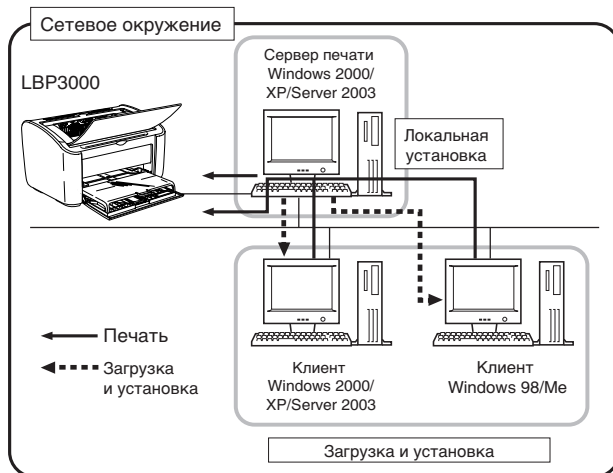 Сетевое окружение
LBP3000
Сервер печати
Windows 2000/
XP/Server 2003
Локальная
установка
Печать
Загрузка
и установка
Клиент
Windows 2000/
XP/Server 2003
Клиент
Windows 98/Me
Загрузка и установка